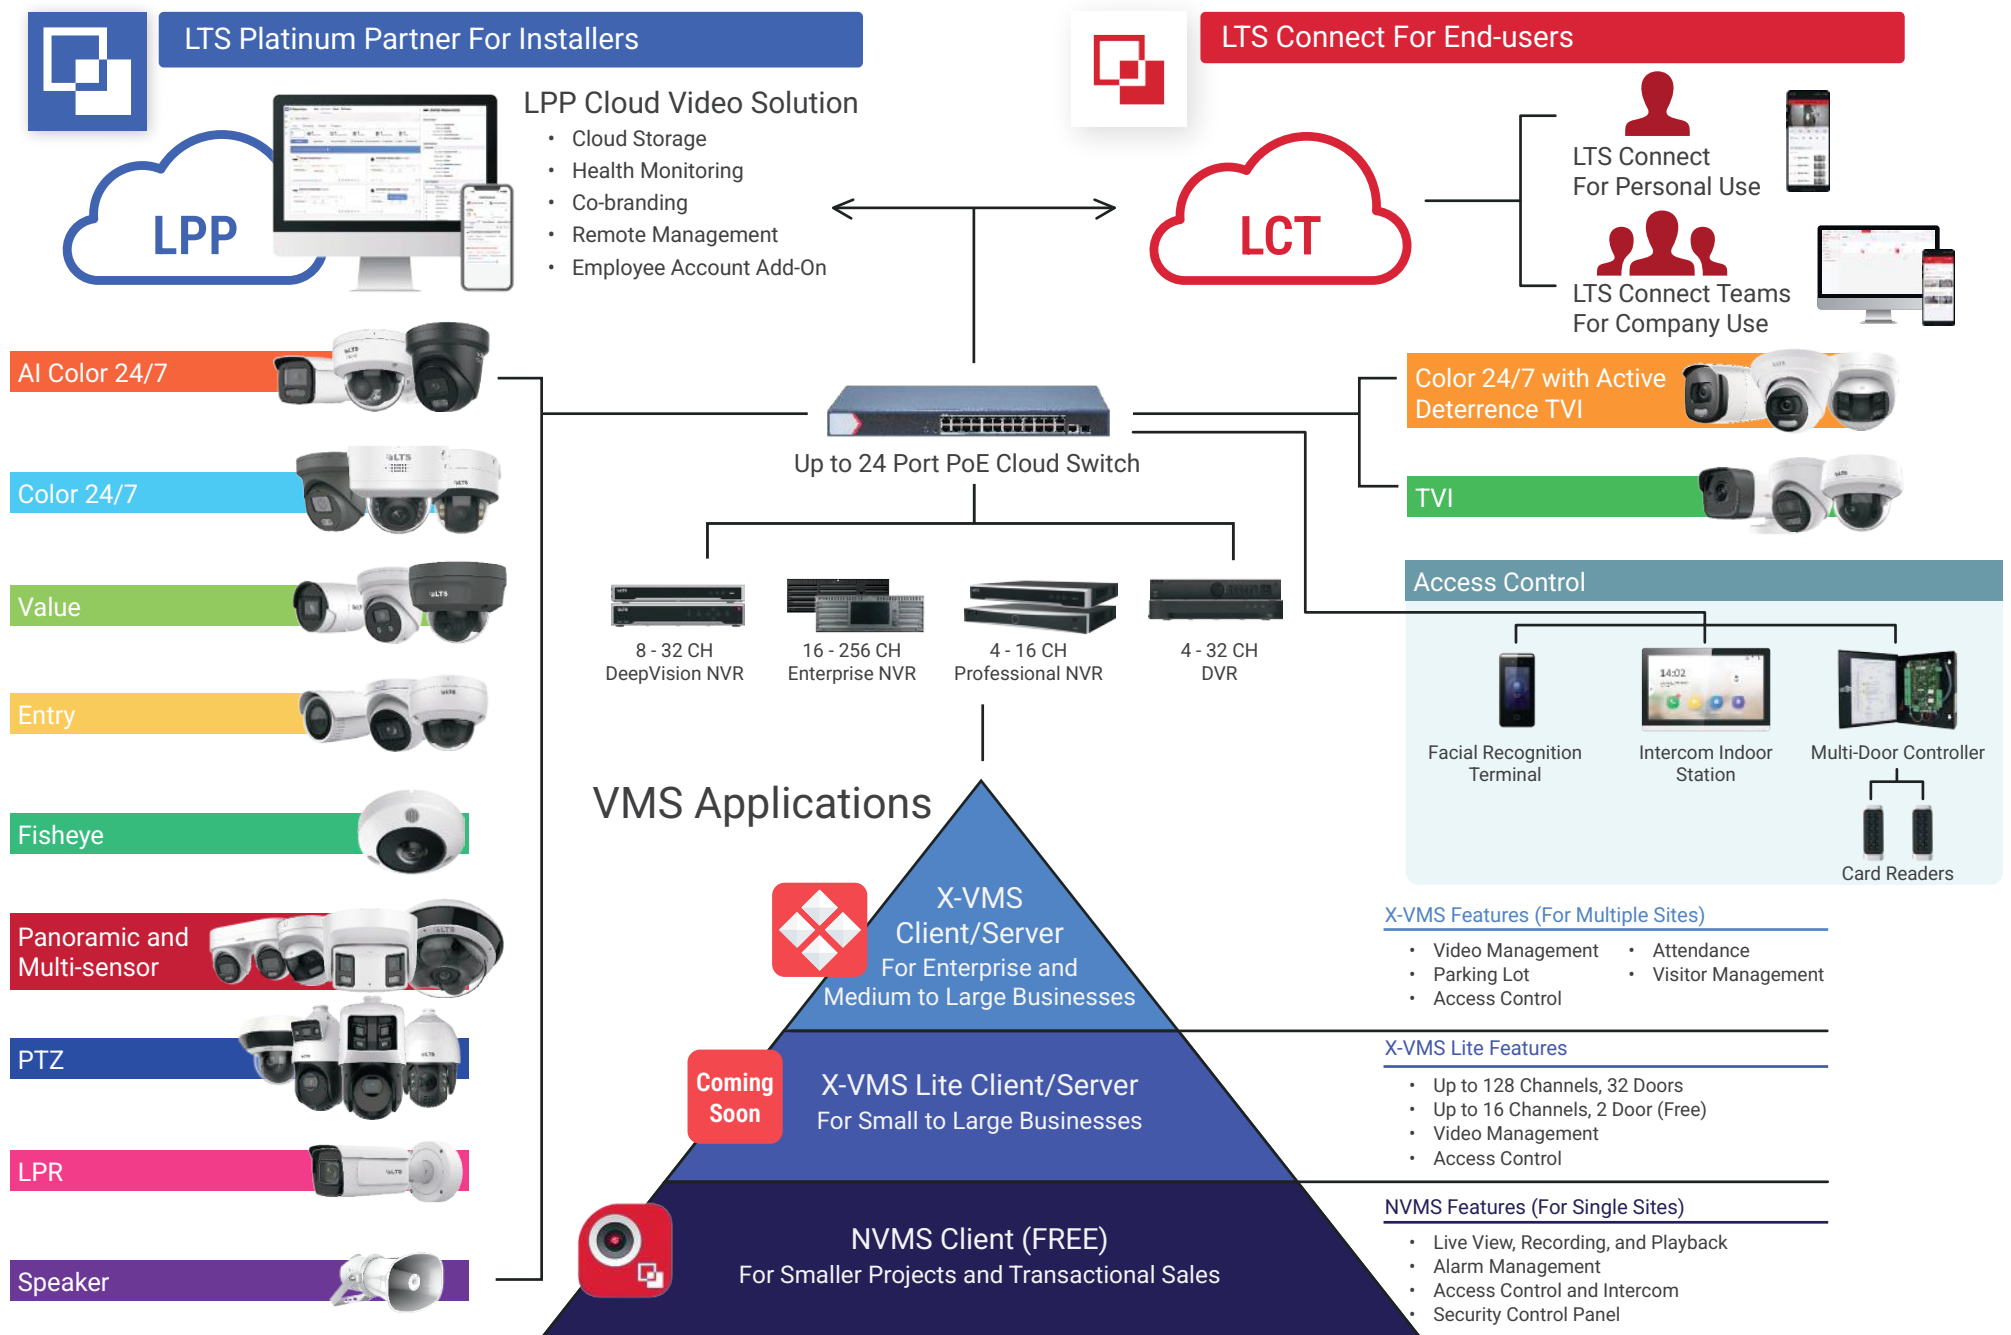 LTS Platinum Partner For Installers
LTS Connect For End-users
LPP
LPP Cloud Video Solution
• Cloud Storage
• Health Monitoring
• Co-branding
• Remote Management
• Employee Account Add-On
LCT
LTS Connect
For Personal Use
LTS Connect Teams
For Company Use
AI Color 24/7
Color 24/7
Value
Entry
Fisheye
Panoramic and
Multi-sensor
PTZ
LPR
Speaker
Up to 24 Port PoE Cloud Switch
8 - 32 CH
DeepVision NVR
16 - 256 CH
Enterprise NVR
4 - 16 CH
Professional NVR
4 - 32 CH
DVR
Color 24/7 with Active
Deterrence TVI
TVI
Access Control
14:02
Facial Recognition
Terminal
Intercom Indoor
Station
Multi-Door Controller
Card Readers
VMS Applications
X-VMS
Client/Server
For Enterprise and
Medium to Large Businesses
Coming
Soon
X-VMS Lite Client/Server
For Small to Large Businesses
NVMS Client (FREE)
For Smaller Projects and Transactional Sales
X-VMS Features (For Multiple Sites)
• Video Management
• Parking Lot
• Access Control
• Attendance
• Visitor Management
X-VMS Lite Features
• Up to 128 Channels, 32 Doors
• Up to 16 Channels, 2 Door (Free)
• Video Management
• Access Control
NVMS Features (For Single Sites)
• Live View, Recording, and Playback
• Alarm Management
• Access Control and Intercom
• Security Control Panel